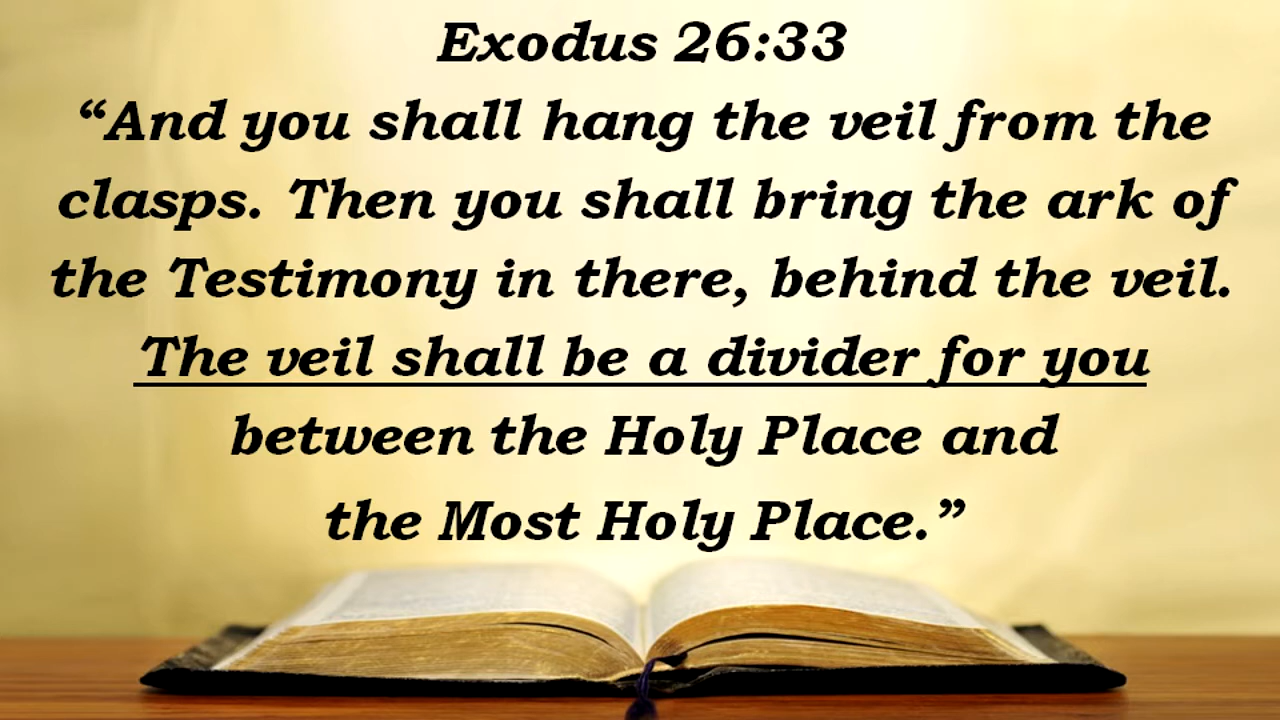 Exodus 26:33
“And you shall hang the veil from the
clasps. Then you shall bring the ark of
the Testimony in there, behind the veil.
The veil shall be a divider for you
between the Holy Place and
the Most Holy Place.”